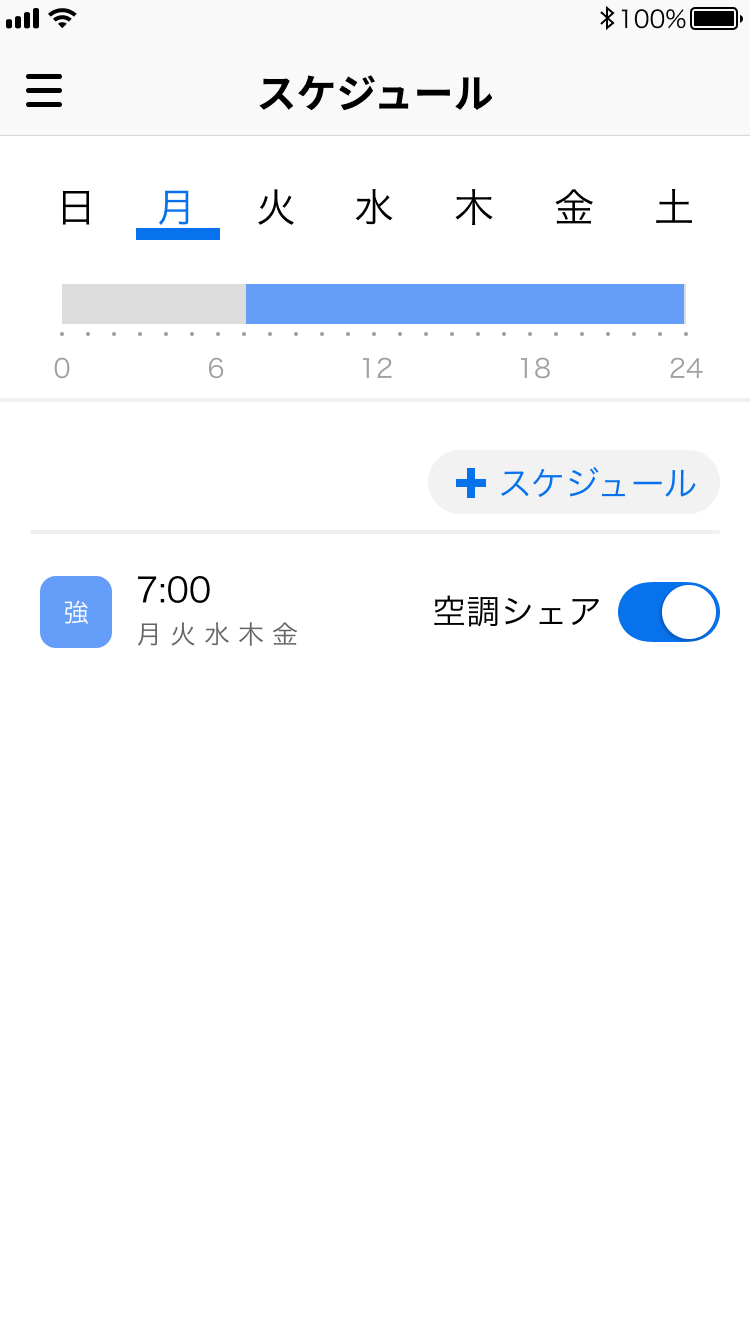 100%
スケジュール
日 月 火 水 木 金 土
0 6 12 18 24
スケジュール
強
7:00
月 火 水 木 金
空調シェア